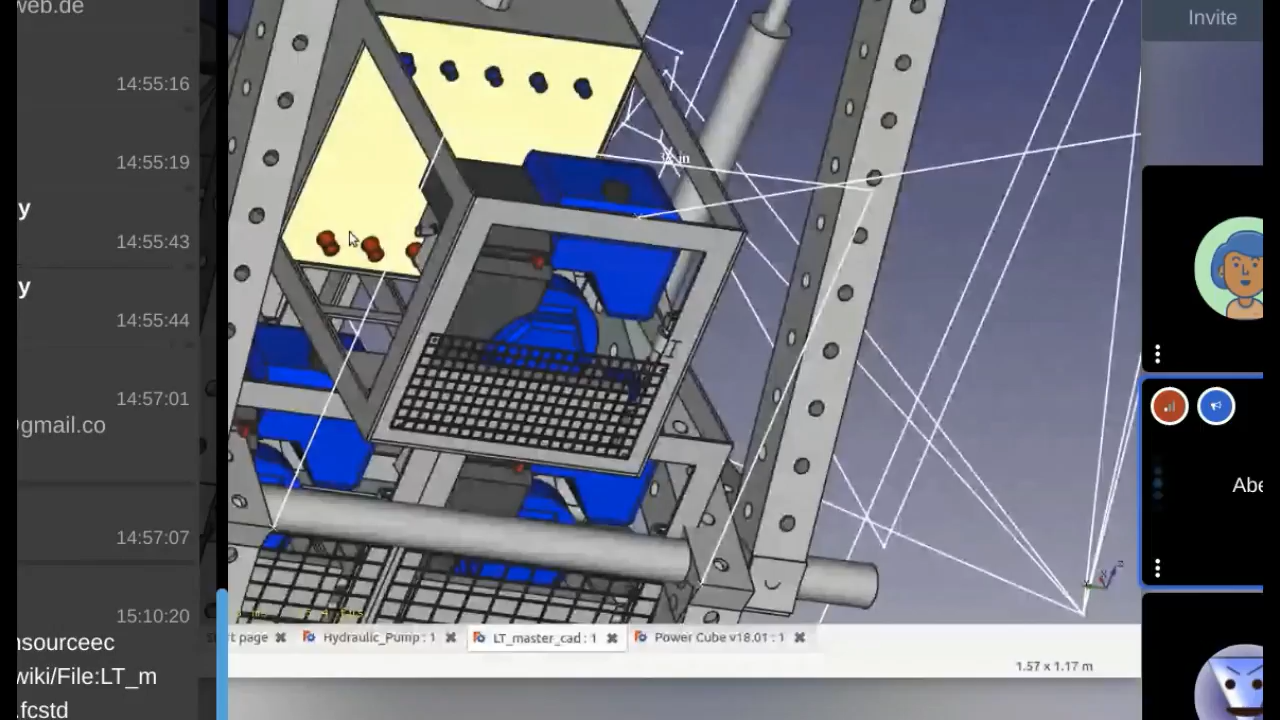 web.de
14:55:16
14:55:19
y
14:55:43
y
14:55:44
14:57:01
gmail.co
14:57:07
15:10:20
nsourceec
wiki/File:LT_m
.fcstd
in
rt page
Hydraulic_Pump : 1
LT_master_cad : 1
Power Cube v18.01 : 1
1.57 x 1.17 m
Invite
Abe